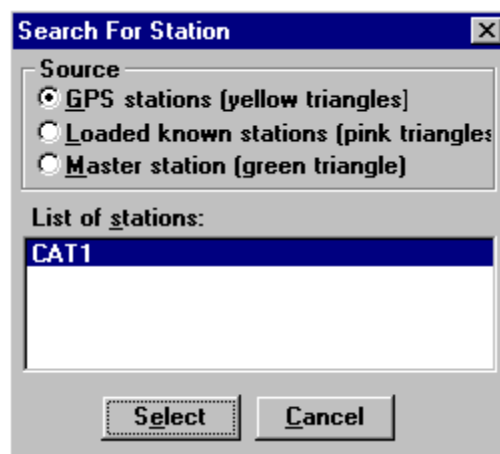 Search For Station
Source
GPS stations (yellow triangles)
Loaded known stations (pink triangles
Master station (green triangle)
List of stations:
CAT1
Select
Cancel